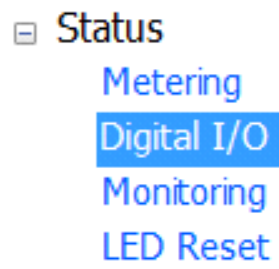 Status
Metering
Digital I/O
Monitoring
LED Reset